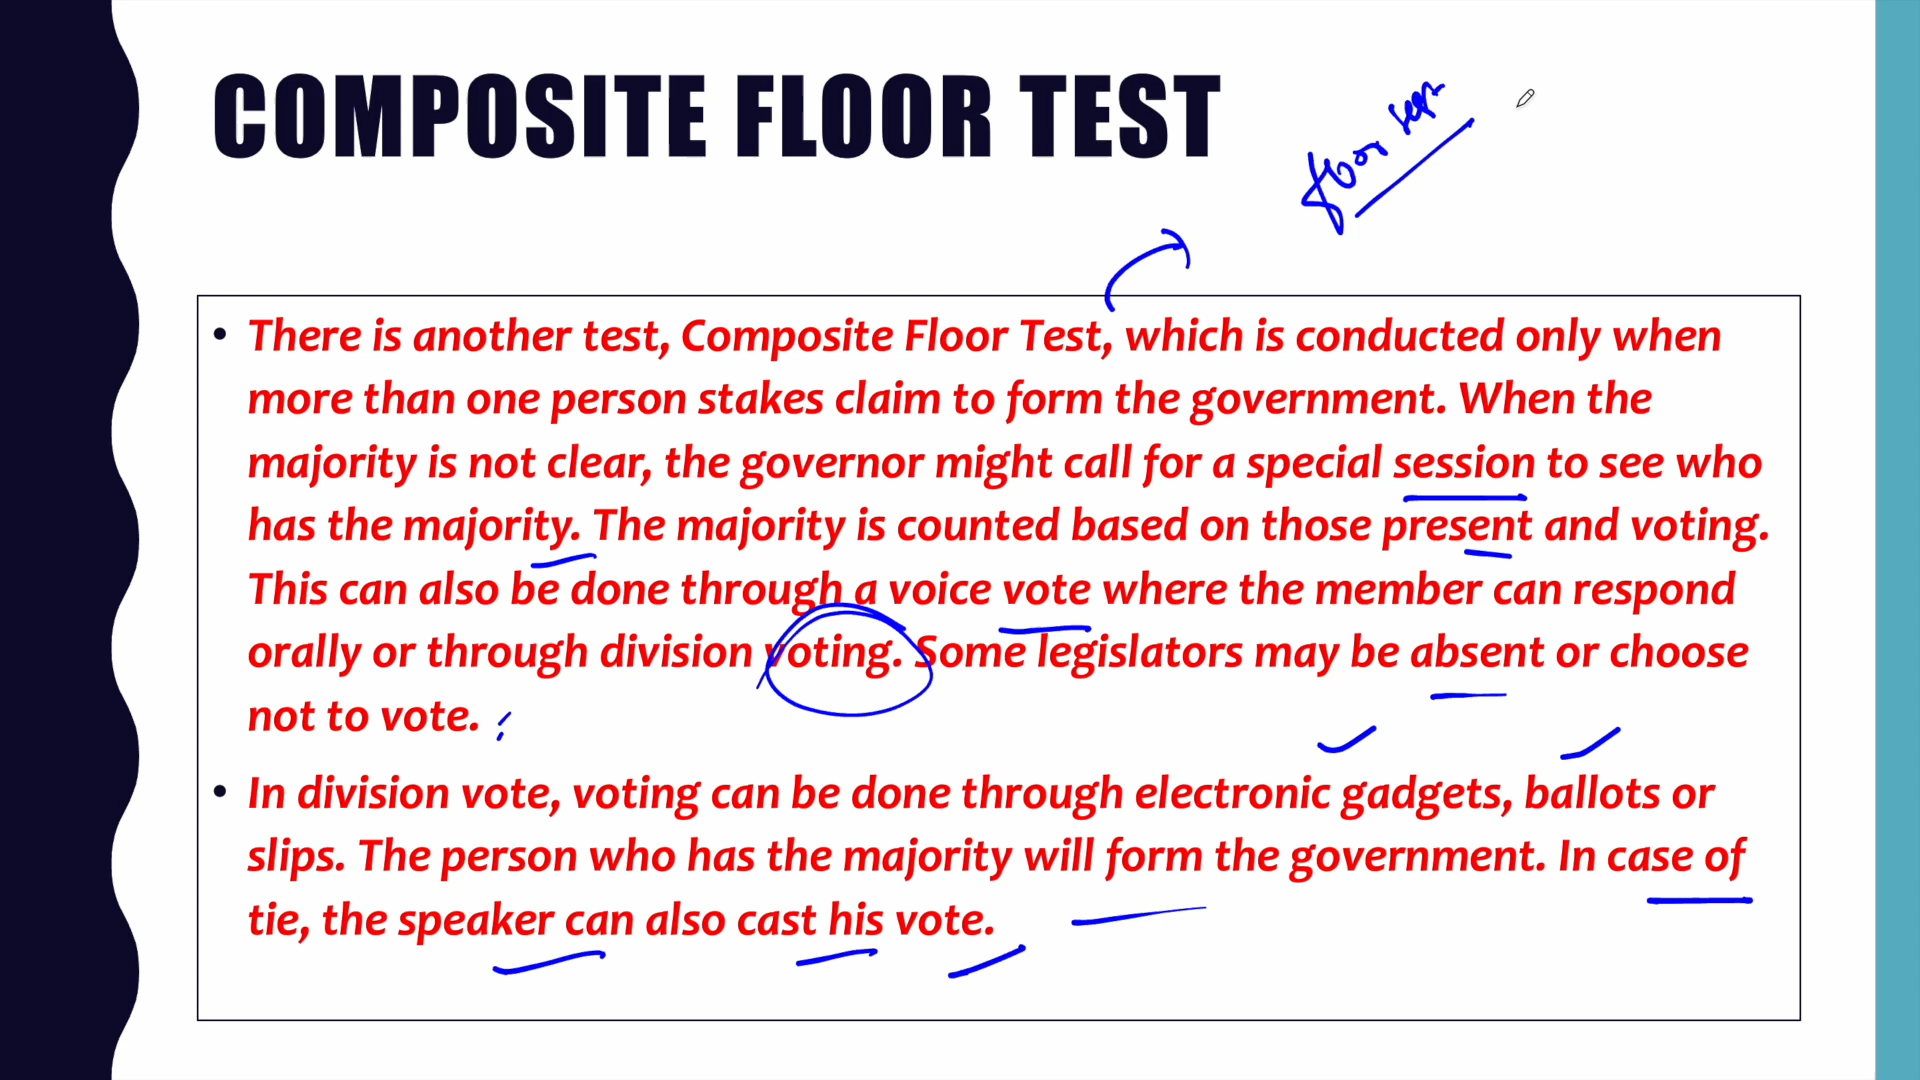 COMPOSITE FLOOR TEST
floor
• There is another test, Composite Floor Test, which is conducted only when
more than one person stakes claim to form the government. When the
majority is not clear, the governor might call for a special session to see who
has the majority. The majority is counted based on those present and voting.
This can also be done through a voice vote where the member can respond
orally or through division voting. Some legislators may be absent or choose
not to vote.
• In division vote, voting can be done through electronic gadgets, ballots or
slips. The person who has the majority will form the government. In case of
tie, the speaker can also cast his vote.